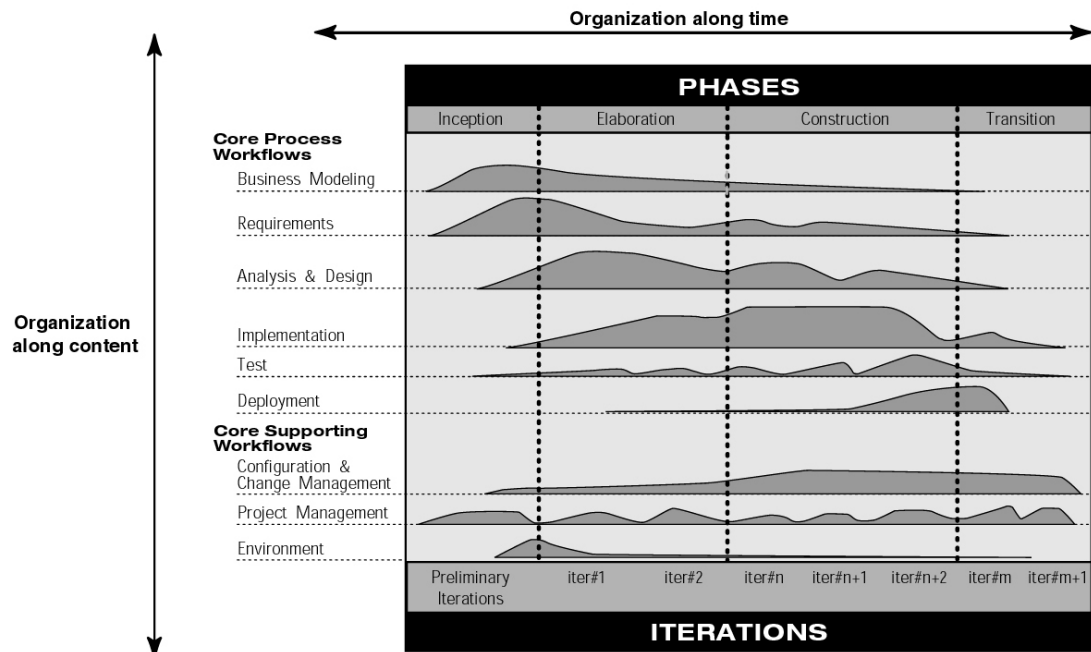 Organization along time
PHASES
Inception Elaboration Construction Transition
Core Process
Workflows
Business Modeling
Requirements
Analysis & Design
Organization
along content
Implementation
Test
Deployment
Core Supporting
Workflows
Configuration &
Change Management
Project Management
Environment
Preliminary
Iterations
iter#1 iter#2 iter#n iter#n+1 iter#n+2 iter#m iter#m+1
ITERATIONS